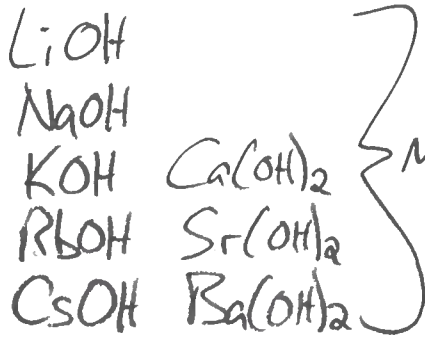 LiOH
NaOH
KOH Ca(OH)₂
RbOH Sr(OH)₂
CsOH Ba(OH)₂